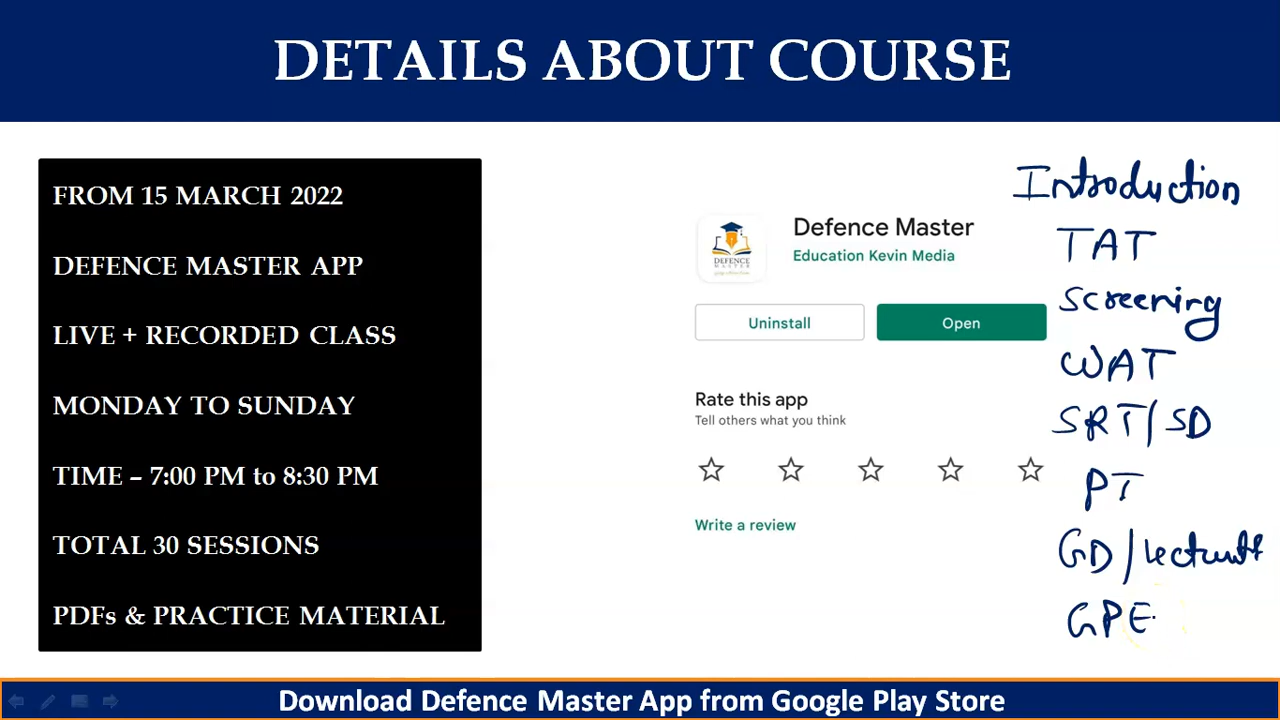 DETAILS ABOUT COURSE
FROM 15 MARCH 2022
DEFENCE MASTER APP
LIVE + RECORDED CLASS
MONDAY TO SUNDAY
TIME – 7:00 PM to 8:30 PM
TOTAL 30 SESSIONS
PDFs & PRACTICE MATERIAL
DEFENCE
MASTER
Defence Master
Education Kevin Media
Uninstall
Open
Rate this app
Tell others what you think
Write a review
Introduction
TAT
Screening
WAT
SRT/SD
PT
GD/
GPE
Download Defence Master App from Google Play Store